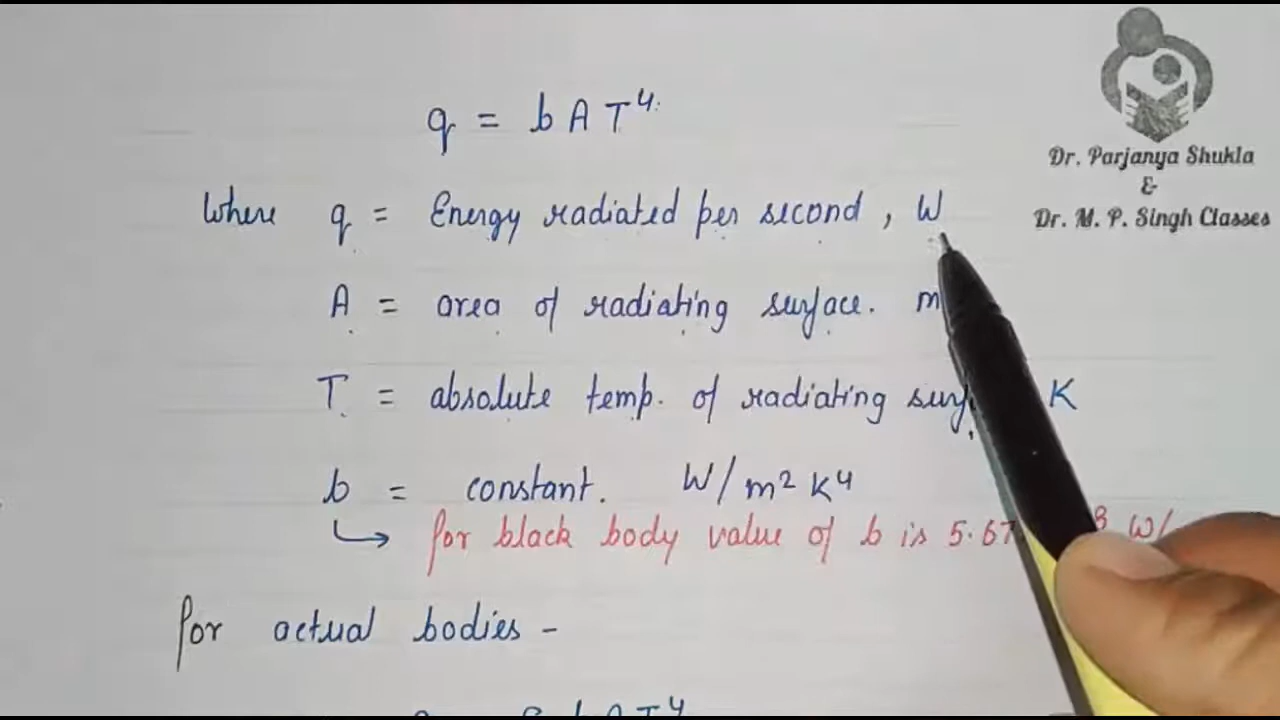 q = b A T⁴
Dr. Parjanya Shukla
&
Dr. M. P. Singh Classes
Where q = Energy radiated per second, W
A = area of radiating surface. m
T = absolute temp. of radiating K
b = constant. W/m² K⁴
↳ for black body value of b is 5.67 W/
for actual bodies -
b A T⁴